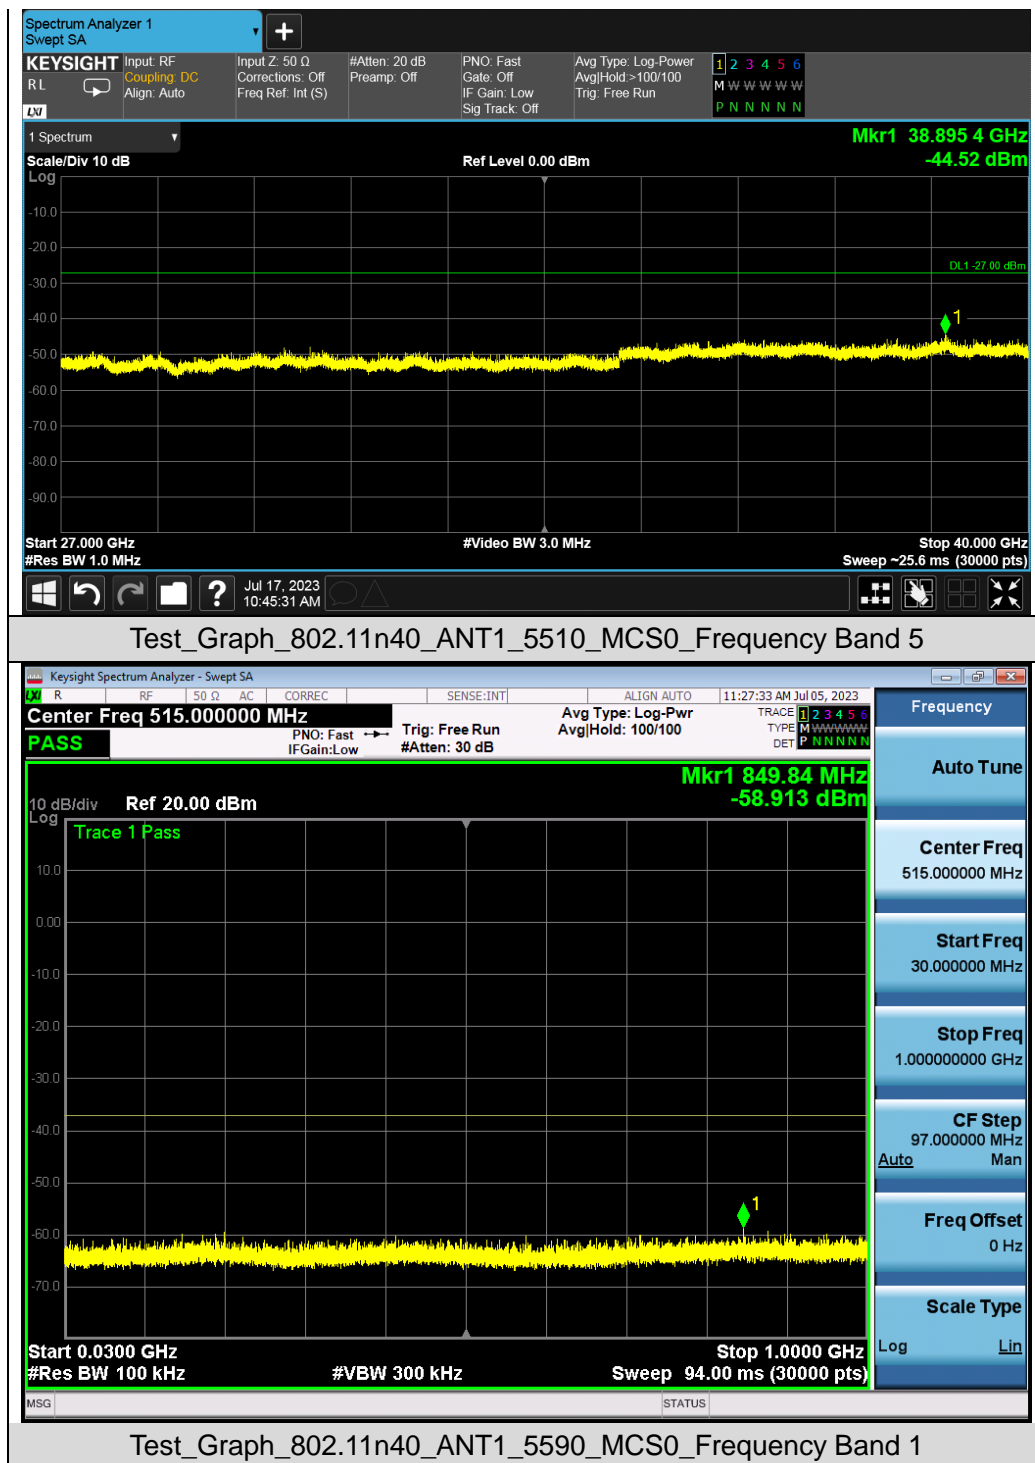 Spectrum Analyzer 1
Swept SA
+
KEYSIGHT Input: RF Input Z: 50 Ω #Atten: 20 dB PNO: Fast Avg Type: Log-Power 1 2 3 4 5 6
RL Coupling: DC Corrections: Off Preamp: Off Gate: Off Avg|Hold:>100/100 M W W W W W
Align: Auto Freq Ref: Int (S) IF Gain: Low Trig: Free Run
LXI Sig Track: Off P N N N N N
1 Spectrum Mkr1 38.895 4 GHz
Scale/Div 10 dB Ref Level 0.00 dBm -44.52 dBm
Log
-10.0
-20.0
DL1 -27.00 dBm
-30.0
-40.0
1
-50.0
-60.0
-70.0
-80.0
-90.0
Start 27.000 GHz #Video BW 3.0 MHz Stop 40.000 GHz
#Res BW 1.0 MHz Sweep ~25.6 ms (30000 pts)
? Jul 17, 2023
10:45:31 AM
Test_Graph_802.11n40_ANT1_5510_MCS0_Frequency Band 5
Keysight Spectrum Analyzer - Swept SA
LXI R RF 50 Ω AC CORREC SENSE:INT ALIGN AUTO 11:27:33 AM Jul 05, 2023
Center Freq 515.000000 MHz Avg Type: Log-Pwr TRACE 1 2 3 4 5 6
PNO: Fast Trig: Free Run Avg|Hold: 100/100 TYPE M W W W W W
PASS IFGain:Low #Atten: 30 dB DET P N N N N N
Mkr1 849.84 MHz
10 dB/div Ref 20.00 dBm -58.913 dBm
Log
Trace 1 Pass
10.0
0.00
-10.0
-20.0
-30.0
-40.0
-50.0
1
-60.0
-70.0
Start 0.0300 GHz Stop 1.0000 GHz
#Res BW 100 kHz #VBW 300 kHz Sweep 94.00 ms (30000 pts)
MSG STATUS
Frequency
Auto Tune
Center Freq
515.000000 MHz
Start Freq
30.000000 MHz
Stop Freq
1.000000000 GHz
CF Step
97.000000 MHz
Auto Man
Freq Offset
0 Hz
Scale Type
Log Lin
Test_Graph_802.11n40_ANT1_5590_MCS0_Frequency Band 1